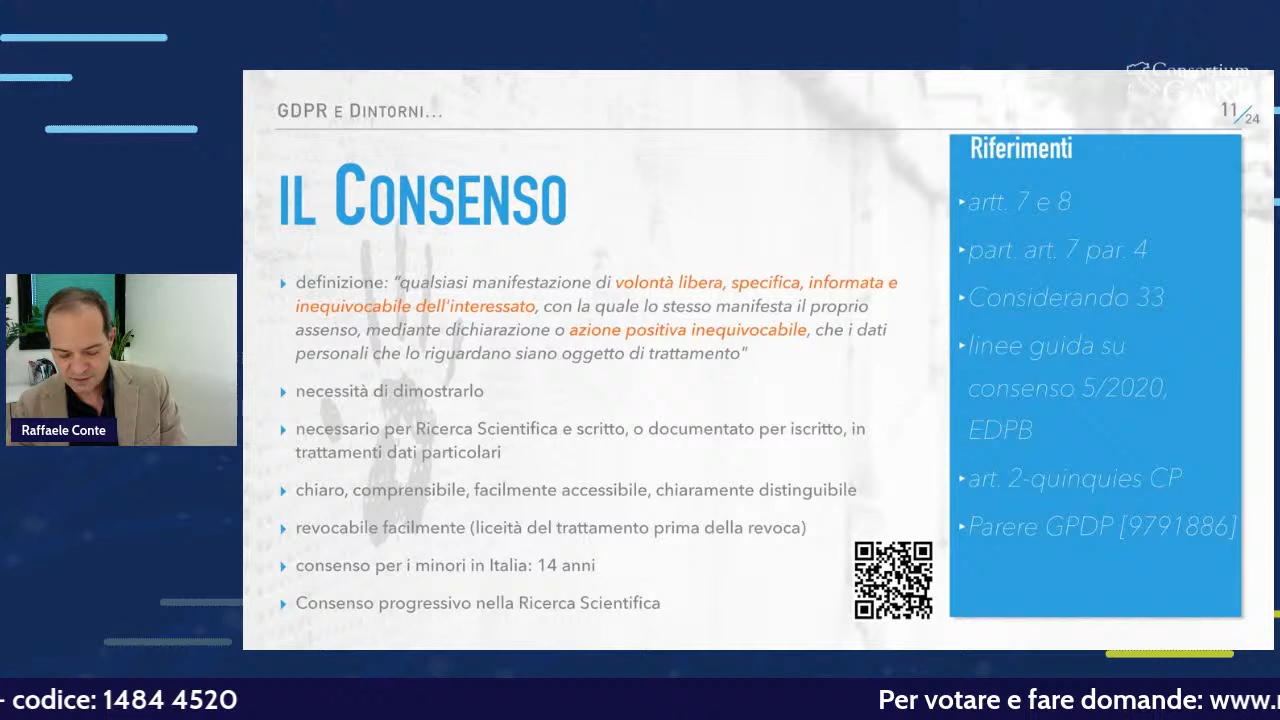 Consortium
GARR
GDPR E DINTORNI...
11/24
IL CONSENSO
definizione: "qualsiasi manifestazione di volontà libera, specifica, informata e
inequivocabile dell'interessato, con la quale lo stesso manifesta il proprio
assenso, mediante dichiarazione o azione positiva inequivocabile, che i dati
personali che lo riguardano siano oggetto di trattamento"
necessità di dimostrarlo
necessario per Ricerca Scientifica e scritto, o documentato per iscritto, in
trattamenti dati particolari
chiaro, comprensibile, facilmente accessibile, chiaramente distinguibile
revocabile facilmente (liceità del trattamento prima della revoca)
consenso per i minori in Italia: 14 anni
Consenso progressivo nella Ricerca Scientifica
Riferimenti
artt. 7 e 8
part. art. 7 par. 4
Considerando 33
linee guida su
consenso 5/2020,
EDPB
art. 2-quinquies CP
Parere GPDP [9791886]
Raffaele Conte
- codice: 1484 4520
Per votare e fare domande: www.